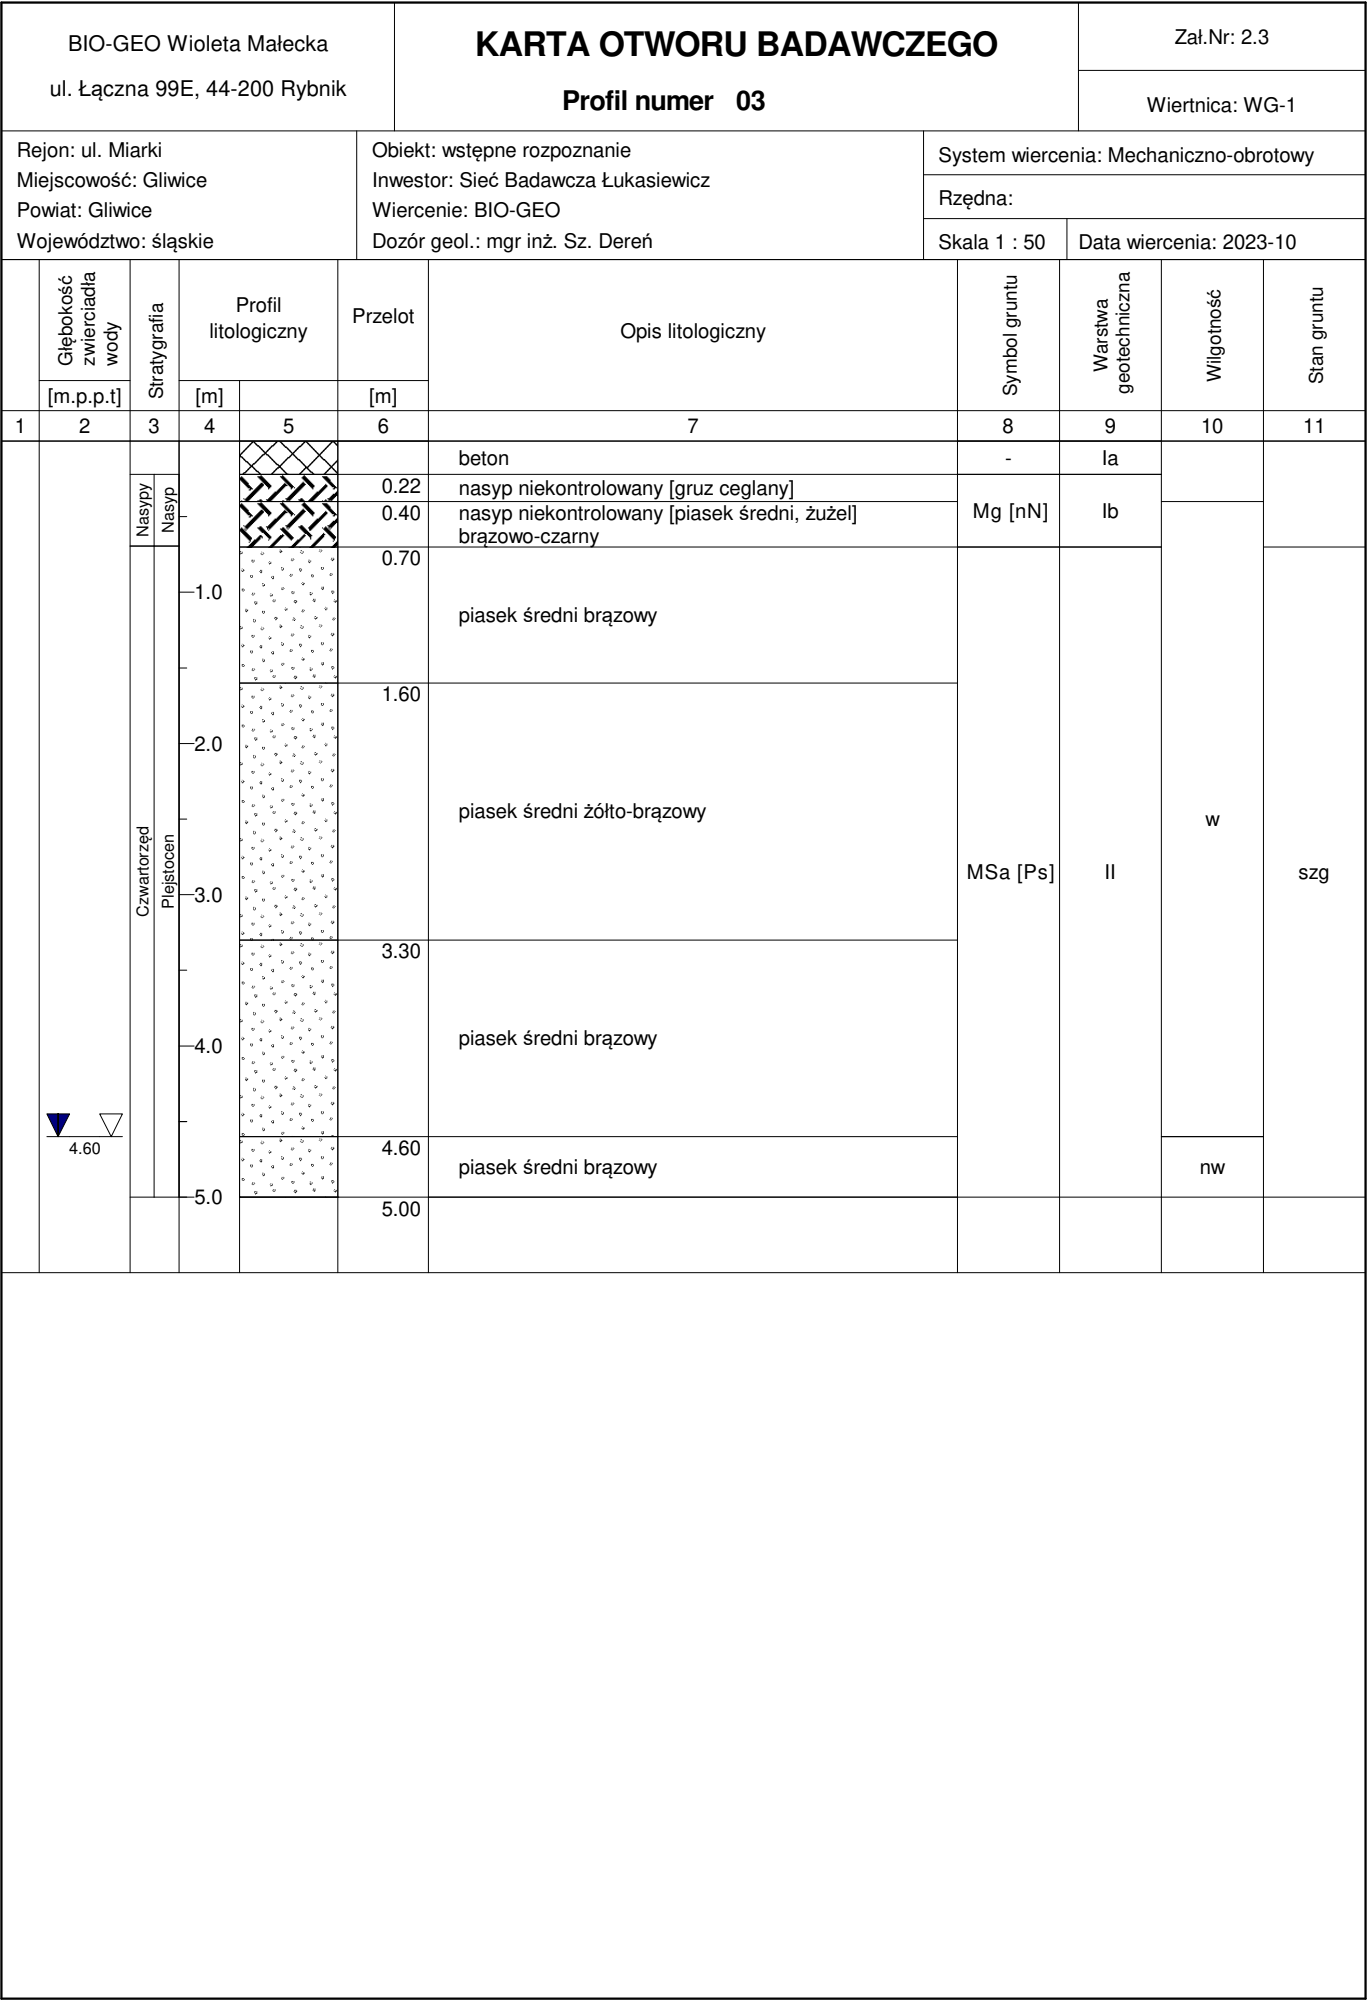 BIO-GEO Wioleta Małecka
ul. Łączna 99E, 44-200 Rybnik
KARTA OTWORU BADAWCZEGO
Profil numer 03
Zał.Nr: 2.3
Wiertnica: WG-1
Rejon: ul. Miarki
Miejscowość: Gliwice
Powiat: Gliwice
Województwo: śląskie
Obiekt: wstępne rozpoznanie
Inwestor: Sieć Badawcza Łukasiewicz
Wiercenie: BIO-GEO
Dozór geol.: mgr inż. Sz. Dereń
System wiercenia: Mechaniczno-obrotowy
Rzędna:
Skala 1 : 50
Data wiercenia: 2023-10
Głębokość
zwierciadła
wody
[m.p.p.t]
Stratygrafia
Profil
litologiczny
[m]
Przelot
[m]
Opis litologiczny
Symbol gruntu
Warstwa
geotechniczna
Wilgotność
Stan gruntu
1 2 3 4 5 6 7 8 9 10 11
beton - Ia
0.22 nasyp niekontrolowany [gruz ceglany]
0.40 nasyp niekontrolowany [piasek średni, żużel]
brązowo-czarny
Mg [nN] Ib
Nasypy
Nasyp
0.70
1.0
piasek średni brązowy
1.60
2.0
piasek średni żółto-brązowy
w
Czwartorzęd
Plejstocen
MSa [Ps] II szg
3.0
3.30
piasek średni brązowy
4.0
4.60
4.60
piasek średni brązowy
nw
5.0
5.00